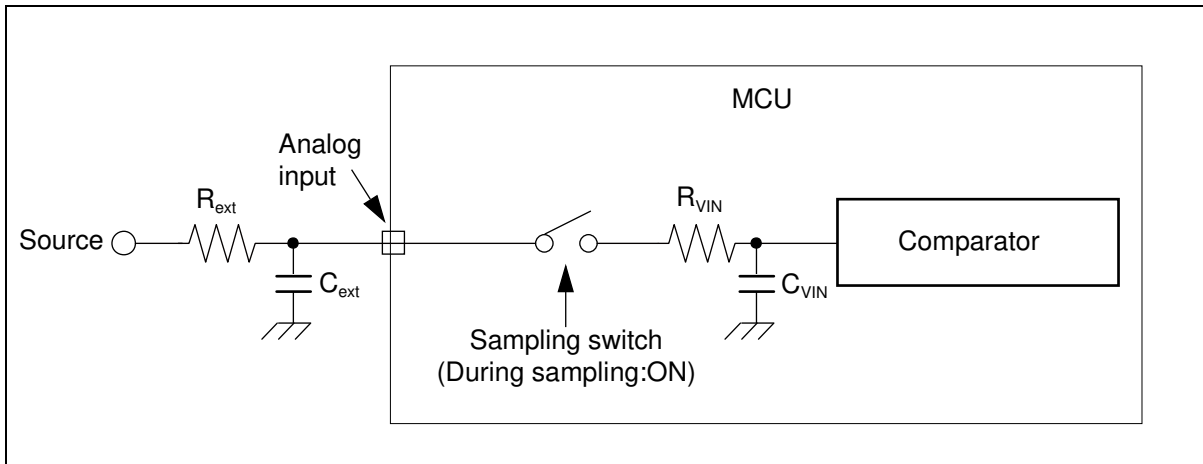 MCU
Analog
input
Rext
RVIN
Source
Comparator
Cext
CVIN
Sampling switch
(During sampling:ON)